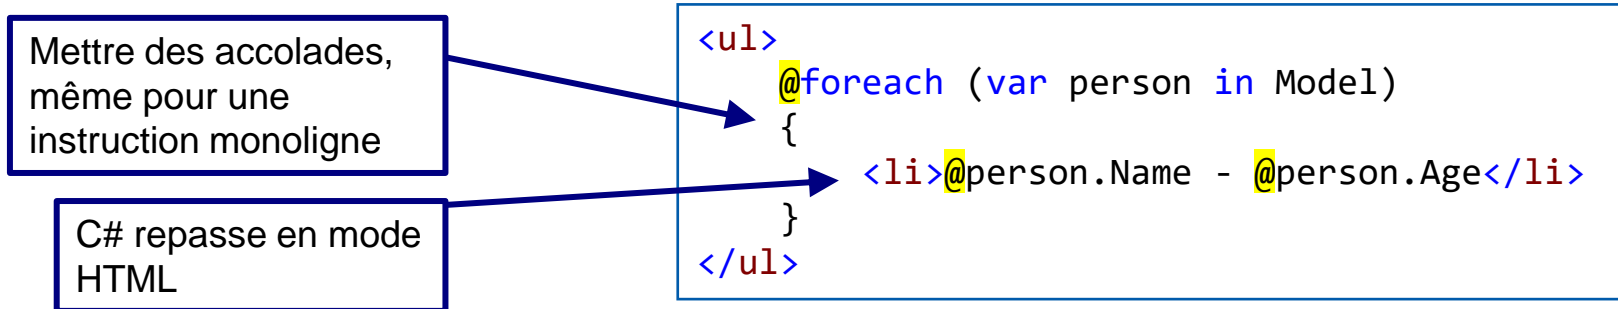 Mettre des accolades,
même pour une
instruction monoligne
C# repasse en mode
HTML
<ul>
@foreach (var person in Model)
{
<li>@person.Name - @person.Age</li>
}
</ul>